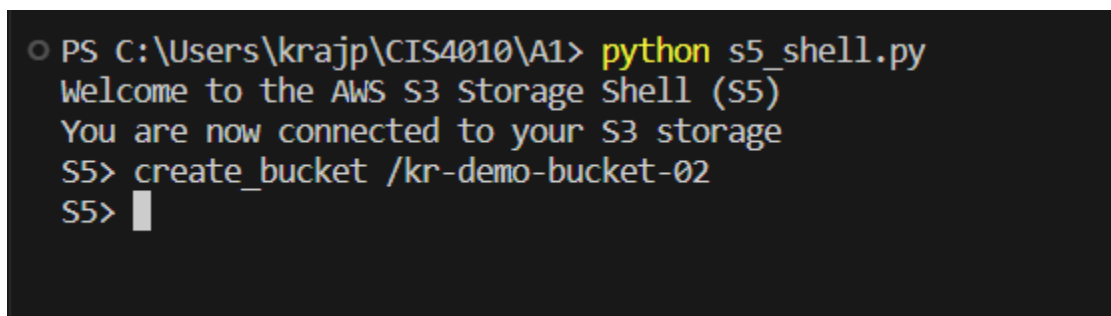 PS C:\Users\krajp\CIS4010\A1> python s5_shell.py
Welcome to the AWS S3 Storage Shell (S5)
You are now connected to your S3 storage
S5> create_bucket /kr-demo-bucket-02
S5>